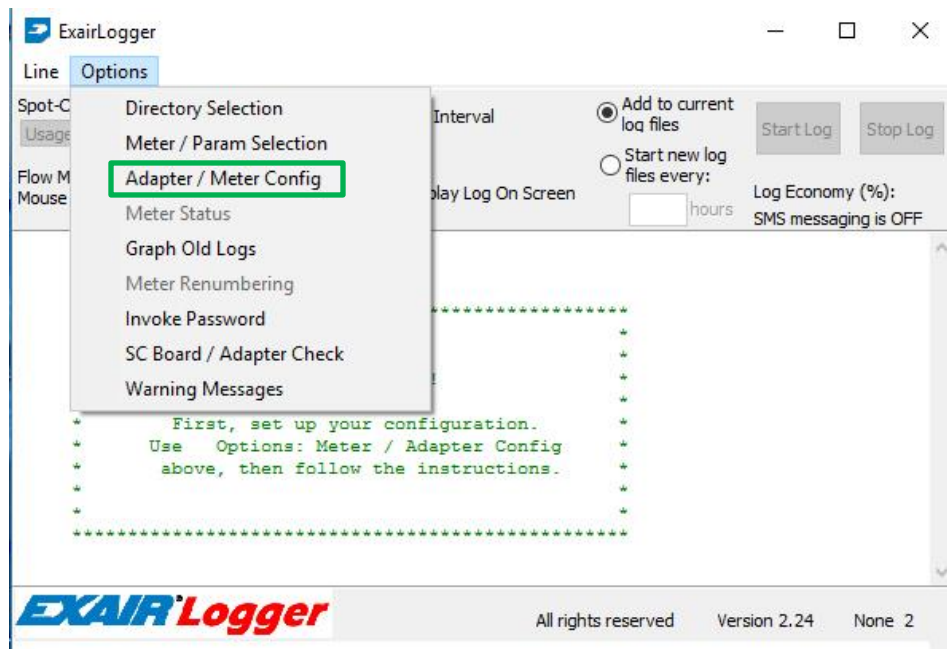 ExairLogger
Line Options
Spot-C
Usage
Flow M
Mouse
Directory Selection
Meter / Param Selection
Adapter / Meter Config
Meter Status
Graph Old Logs
Meter Renumbering
Invoke Password
SC Board / Adapter Check
Warning Messages
Interval
play Log On Screen
Add to current
log files
Start new log
files every:
hours
Start Log Stop Log
Log Economy (%):
SMS messaging is OFF
******************
*
*
! *
*
* First, set up your configuration. *
* Use Options: Meter / Adapter Config *
* above, then follow the instructions. *
* *
* *
**************************************************
EXAIR Logger
All rights reserved Version 2.24 None 2